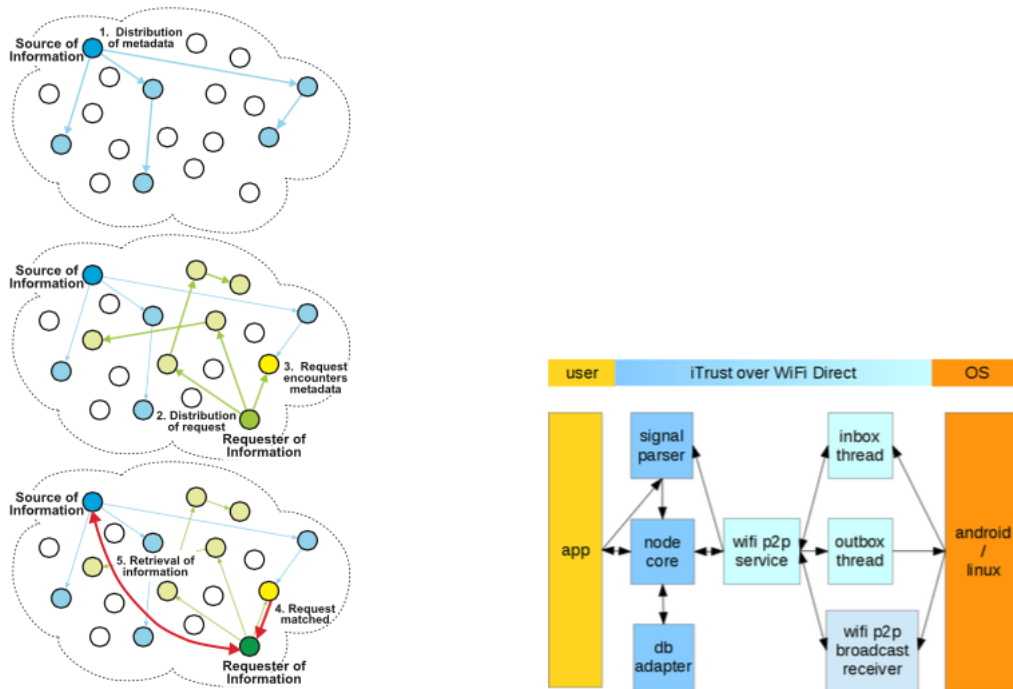 1. Distribution
of metadata
Source of
Information
Source of
Information
3. Request
encounters
metadata
2. Distribution
of request
Requester of
Information
Source of
Information
5. Retrieval of
information
4. Request
matched
Requester of
Information
user
iTrust over WiFi Direct
OS
app
signal
parser
node
core
db
adapter
wifi p2p
service
inbox
thread
outbox
thread
wifi p2p
broadcast
receiver
android
/
linux